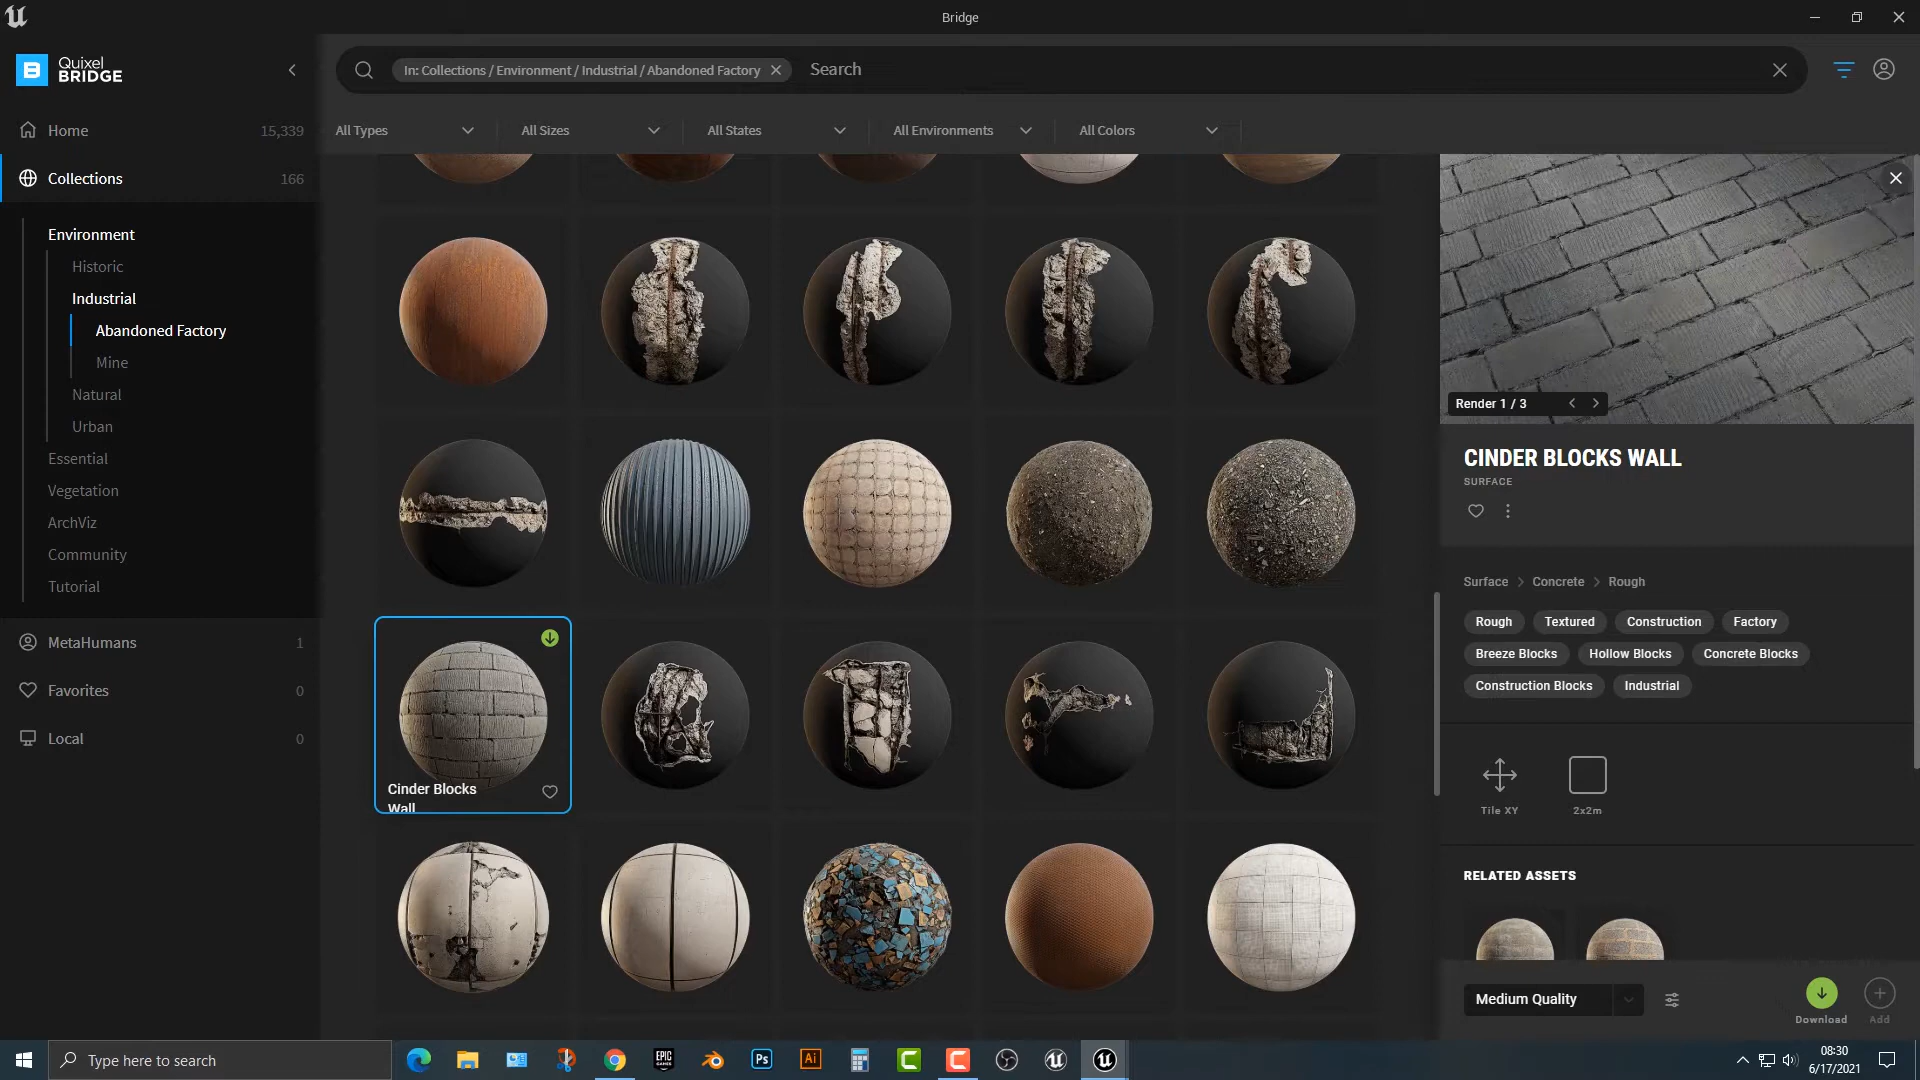 Bridge
Quixel
BRIDGE
In: Collections / Environment / Industrial / Abandoned Factory
Search
Home 15,339
All Types
All Sizes
All States
All Environments
All Colors
Collections 166
Environment
Historic
Industrial
Abandoned Factory
Mine
Natural
Urban
Essential
Vegetation
ArchViz
Community
Tutorial
MetaHumans 1
Favorites 0
Local 0
Cinder Blocks
Wall
Render 1 / 3
CINDER BLOCKS WALL
SURFACE
Surface > Concrete > Rough
Rough Textured Construction Factory
Breeze Blocks Hollow Blocks Concrete Blocks
Construction Blocks Industrial
Tile XY 2x2m
RELATED ASSETS
Medium Quality
Download Add
Type here to search
EPIC
GAMES
Ps
Ai
08:30
6/17/2021